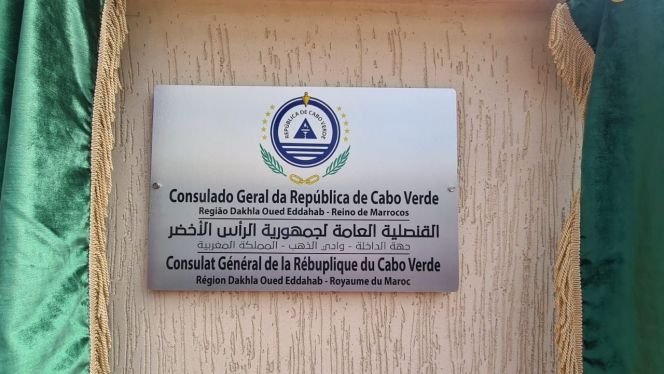 REPÚBLICA DE CABO VERDE
Consulado Geral da República de Cabo Verde
Região Dakhla Oued Eddahab - Reino de Marrocos
القنصلية العامة لجمهورية الرأس الأخضر
جهة الداخلة - وادي الذهب - المملكة المغربية
Consulat Général de la Rébuplique du Cabo Verde
Région Dakhla Oued Eddahab - Royaume du Maroc